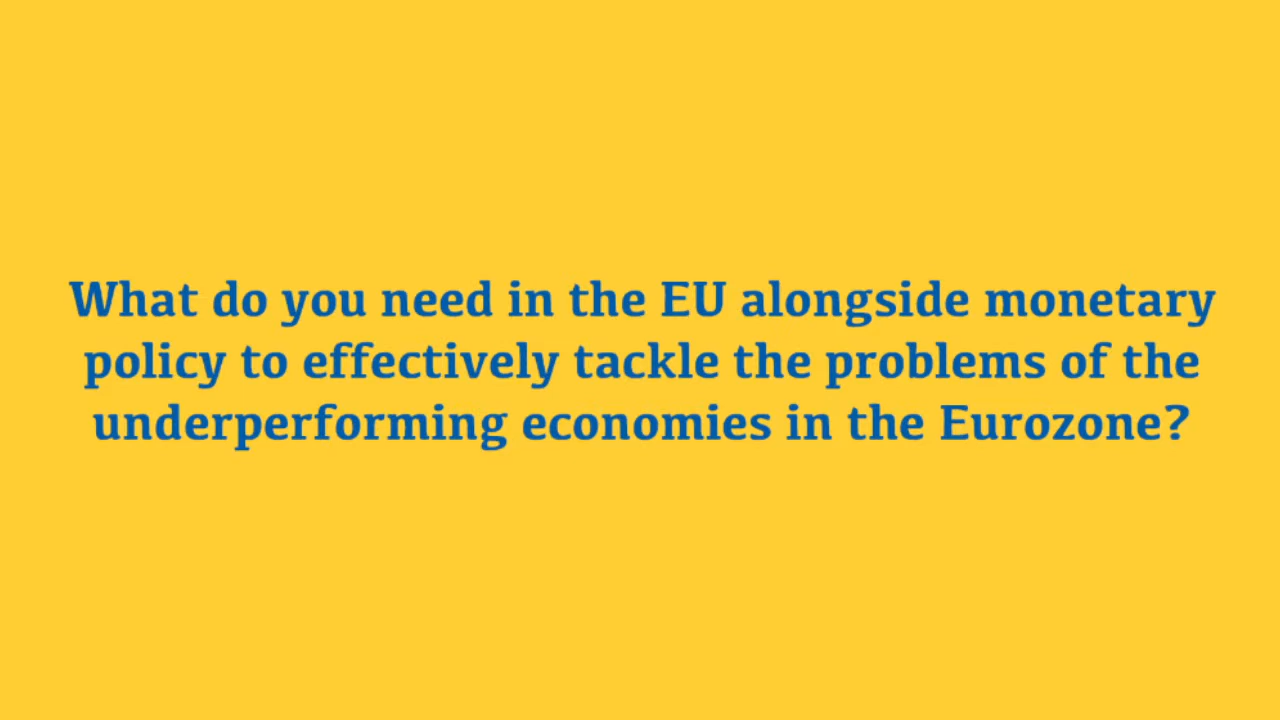 What do you need in the EU alongside monetary
policy to effectively tackle the problems of the
underperforming economies in the Eurozone?